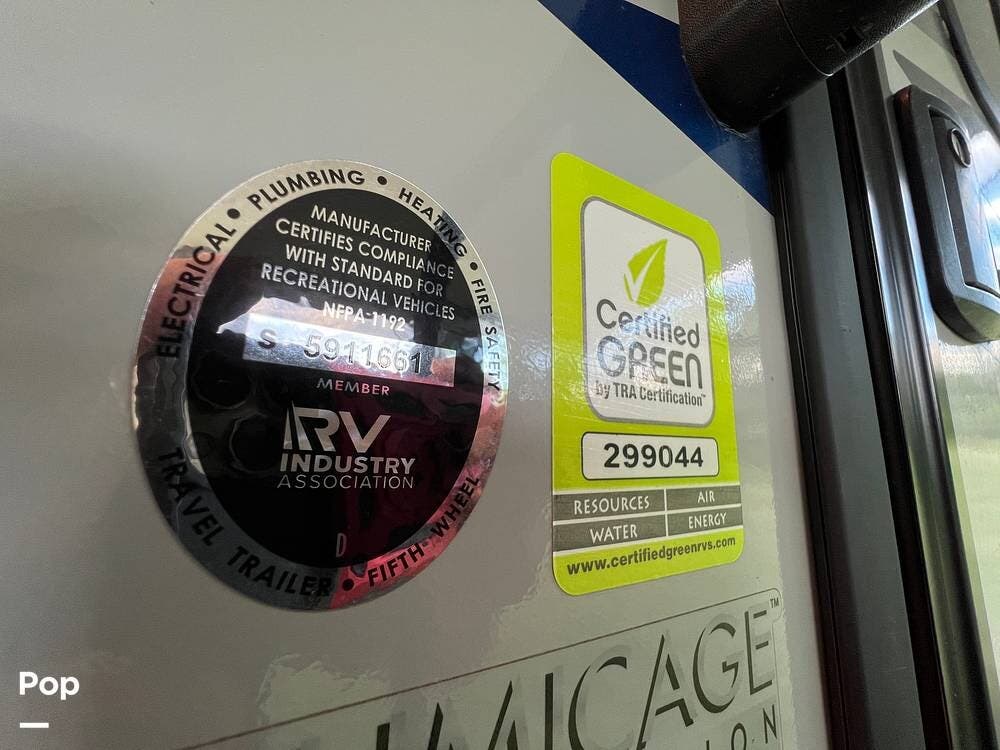 ELECTRICAL • PLUMBING • HEATING • FIRE SAFETY
MANUFACTURER
CERTIFIES COMPLIANCE
WITH STANDARD FOR
RECREATIONAL VEHICLES
NFPA-1192
S 5911661
MEMBER
RV
INDUSTRY
ASSOCIATION
D
TRAVEL TRAILER • FIFTH-WHEEL
Certified
GREEN
by TRA Certification™
299044
RESOURCES AIR
WATER ENERGY
www.certifiedgreenrvs.com
Pop